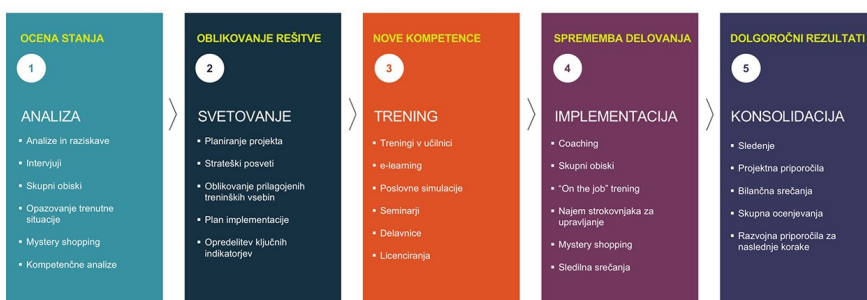 OCENA STANJA
1
ANALIZA
▪ Analize in raziskave
▪ Intervjuji
▪ Skupni obiski
▪ Opazovanje trenutne
situacije
▪ Mystery shopping
▪ Kompetenčne analize
OBLIKOVANJE REŠITVE
2
SVETOVANJE
▪ Planiranje projekta
▪ Strateški posveti
▪ Oblikovanje prilagojenih
treninških vsebin
▪ Plan implementacije
▪ Opredelitev ključnih
indikatorjev
NOVE KOMPETENCE
3
TRENING
▪ Treningi v učilnici
▪ e-learning
▪ Poslovne simulacije
▪ Seminarji
▪ Delavnice
▪ Licenciranja
SPREMEMBA DELOVANJA
4
IMPLEMENTACIJA
▪ Coaching
▪ Skupni obiski
▪ “On the job” trening
▪ Najem strokovnjaka za
upravljanje
▪ Mystery shopping
▪ Sledilna srečanja
DOLGOROČNI REZULTATI
5
KONSOLIDACIJA
▪ Sledenje
▪ Projektna priporočila
▪ Bilančna srečanja
▪ Skupna ocenjevanja
▪ Razvojna priporočila za
naslednje korake